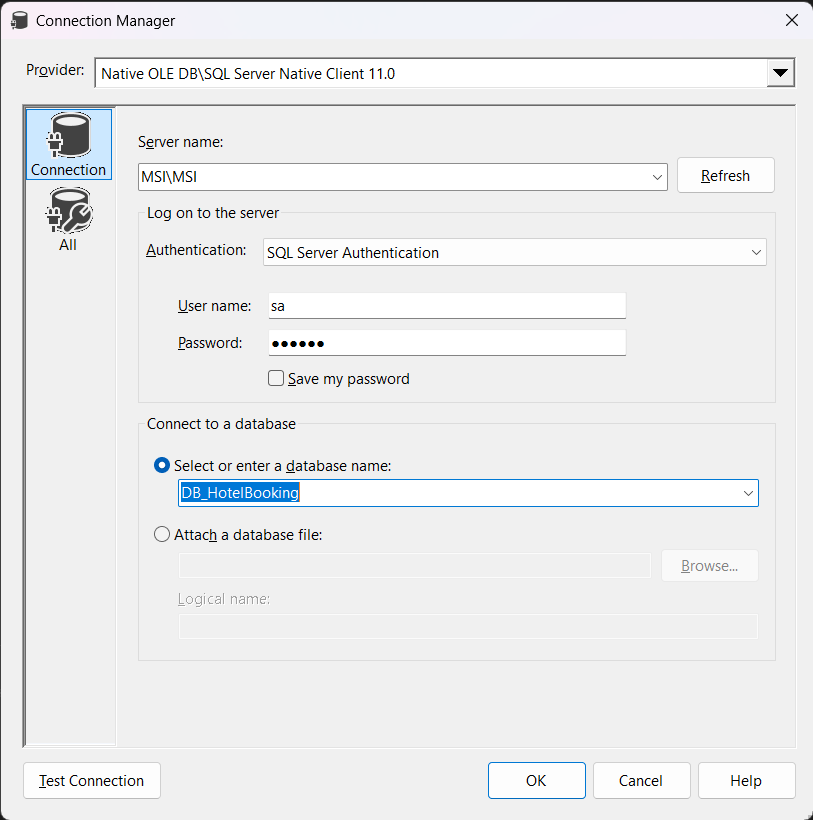 Connection Manager
Provider: Native OLE DB\SQL Server Native Client 11.0
Connection
All
Server name:
MSI\MSI
Refresh
Log on to the server
Authentication: SQL Server Authentication
User name: sa
Password: ●●●●●●
Save my password
Connect to a database
Select or enter a database name:
DB_HotelBooking
Attach a database file:
Browse...
Logical name:
Test Connection
OK
Cancel
Help